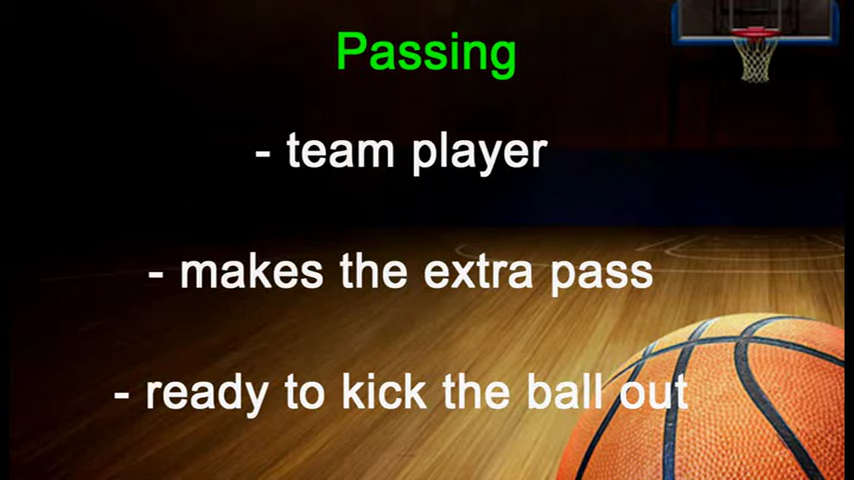 Passing
- team player
- makes the extra pass
- ready to kick the ball out